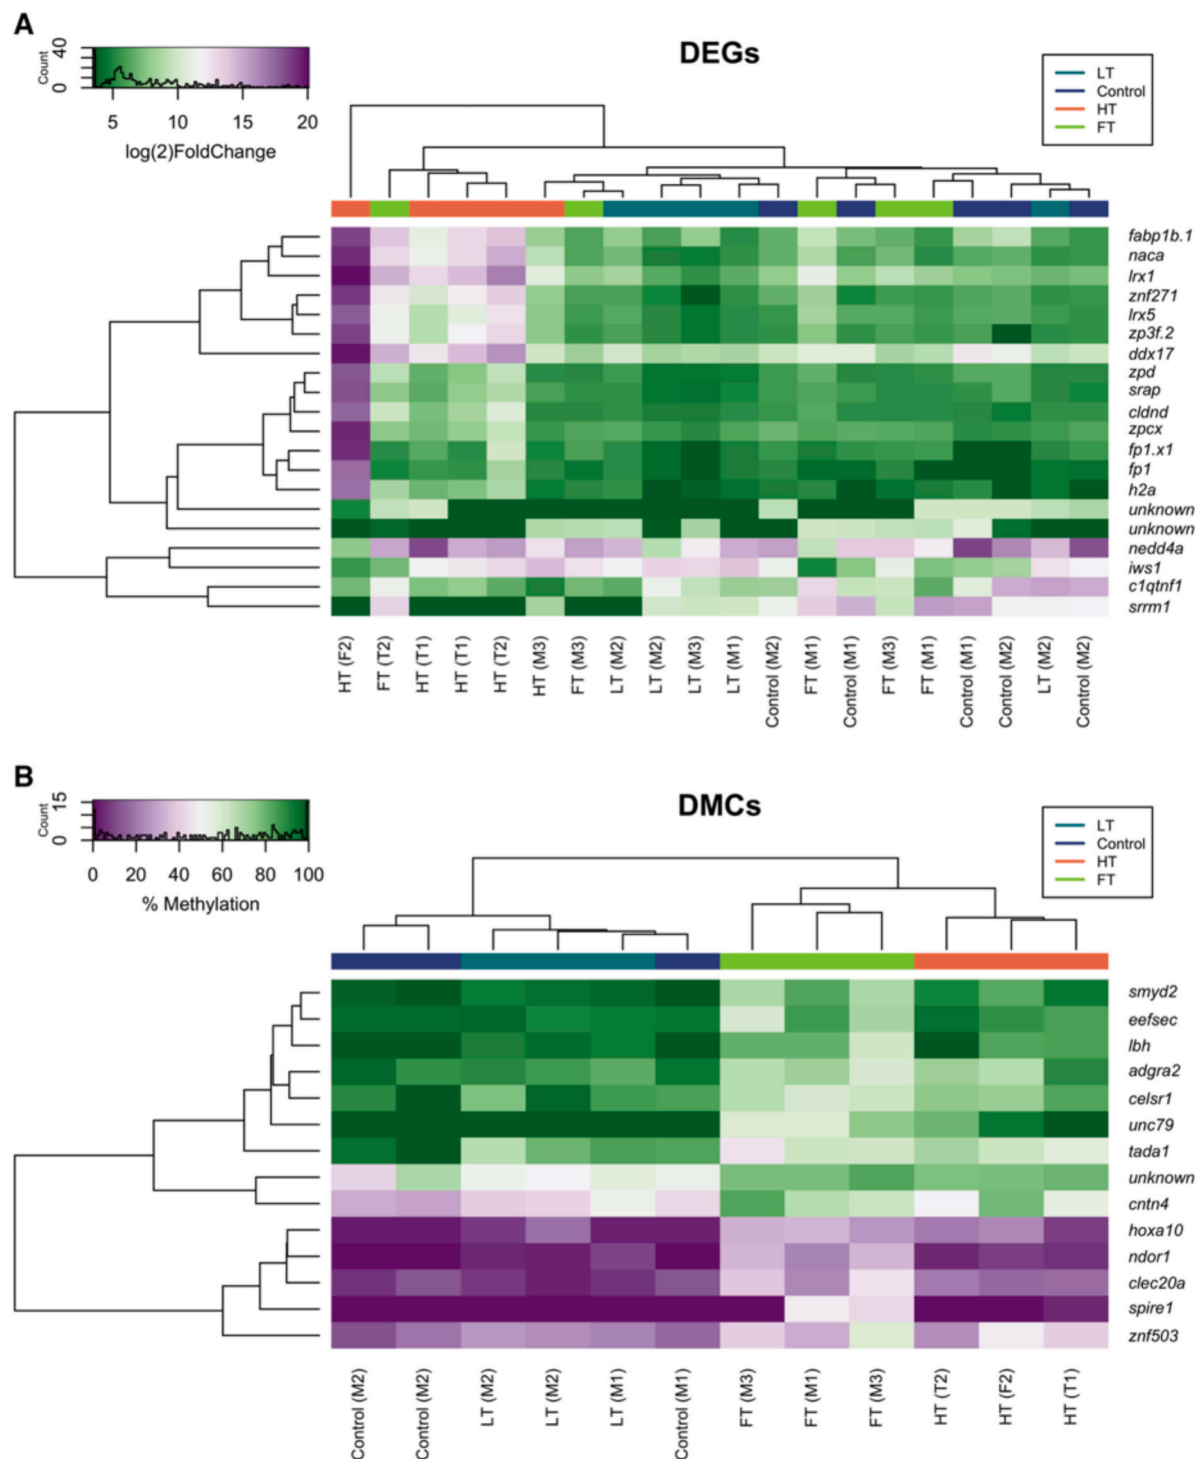 A
DEGs
Count
0
40
5 10 15 20
log(2)FoldChange
LT
Control
HT
FT
fabp1b.1
naca
lrx1
znf271
lrx5
zp3f.2
ddx17
zpd
srap
cldnd
zpcx
fp1.x1
fp1
h2a
unknown
unknown
nedd4a
iws1
c1qtnf1
srrm1
HT (F2)
FT (T2)
HT (T1)
HT (T1)
HT (T2)
HT (M3)
FT (M3)
LT (M2)
LT (M2)
LT (M3)
LT (M1)
Control (M2)
FT (M1)
Control (M1)
FT (M3)
FT (M1)
Control (M1)
Control (M2)
LT (M2)
Control (M2)
B
DMCs
Count
0
15
0 20 40 60 80 100
% Methylation
LT
Control
HT
FT
smyd2
eefsec
lbh
adgra2
celsr1
unc79
tada1
unknown
cntn4
hoxa10
ndor1
clec20a
spire1
znf503
Control (M2)
Control (M2)
LT (M2)
LT (M2)
LT (M1)
Control (M1)
FT (M3)
FT (M1)
FT (M3)
HT (T2)
HT (F2)
HT (T1)